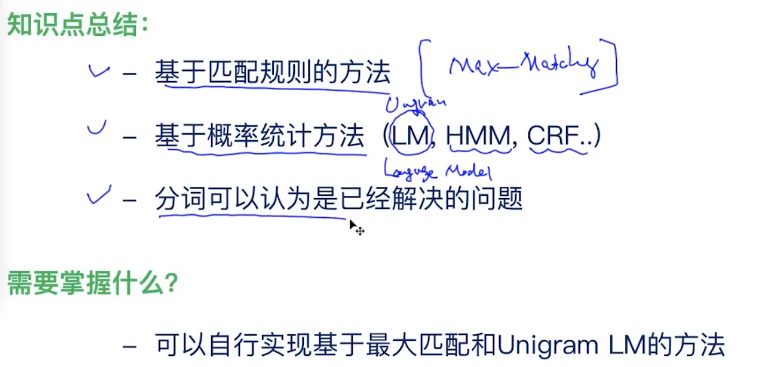 知识点总结：
– 基于匹配规则的方法 [Max-Matching]
Unigram
– 基于概率统计方法（LM, HMM, CRF..）
Language Model
– 分词可以认为是已经解决的问题
需要掌握什么？
– 可以自行实现基于最大匹配和Unigram LM的方法